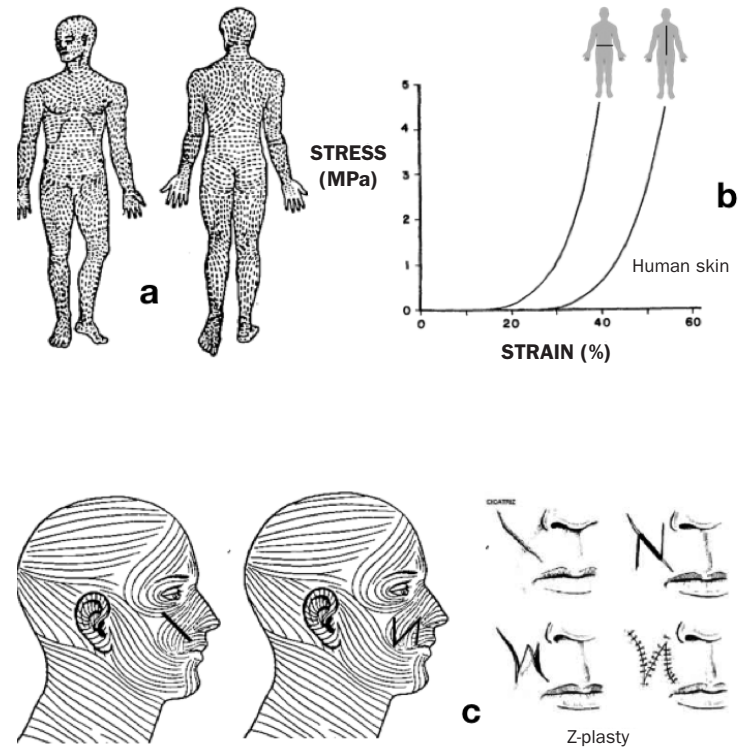 a
STRESS
(MPa)
5
4
3
2
1
0
0
20
40
60
STRAIN (%)
Human skin
b
CICATRIZ
c
Z-plasty